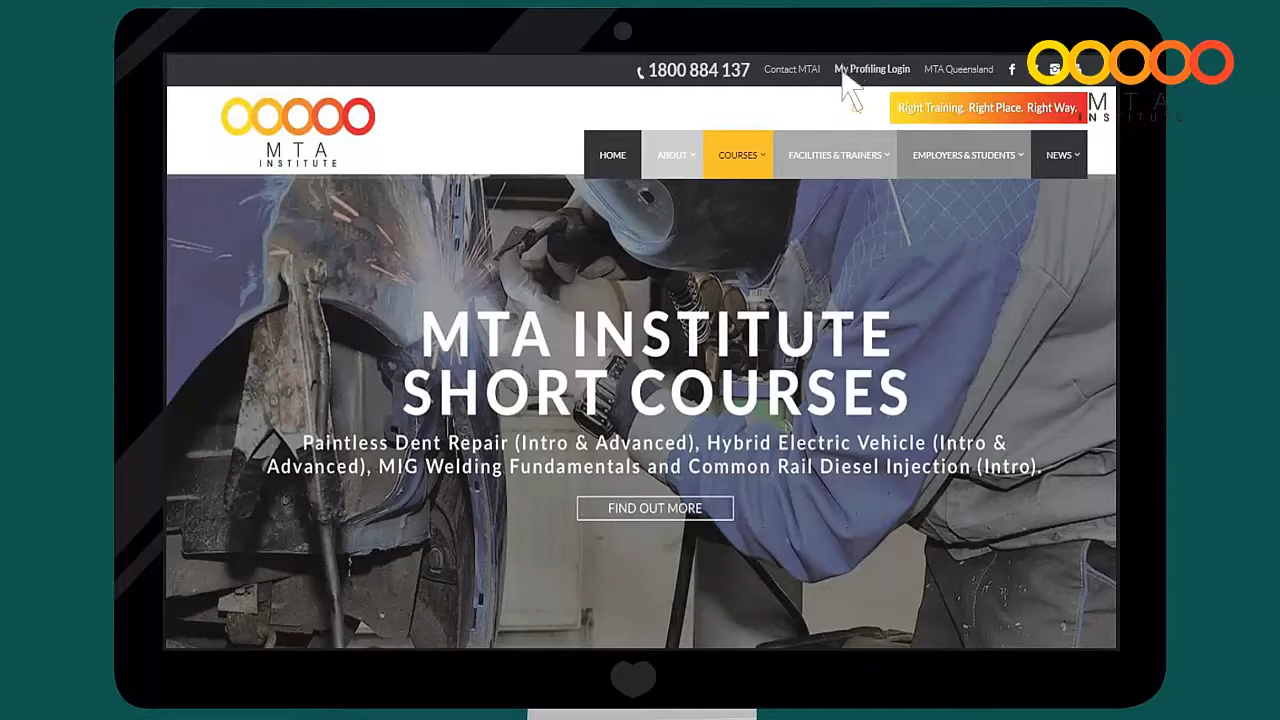 1800 884 137 Contact MTAI My Profiling Login MTA Queensland
Right Training. Right Place. Right Way.
MTA
INSTITUTE
MTA
INSTITUTE
HOME ABOUT COURSES FACILITIES & TRAINERS EMPLOYERS & STUDENTS NEWS
MTA INSTITUTE
SHORT COURSES
Paintless Dent Repair (Intro & Advanced), Hybrid Electric Vehicle (Intro &
Advanced), MIG Welding Fundamentals and Common Rail Diesel Injection (Intro).
FIND OUT MORE